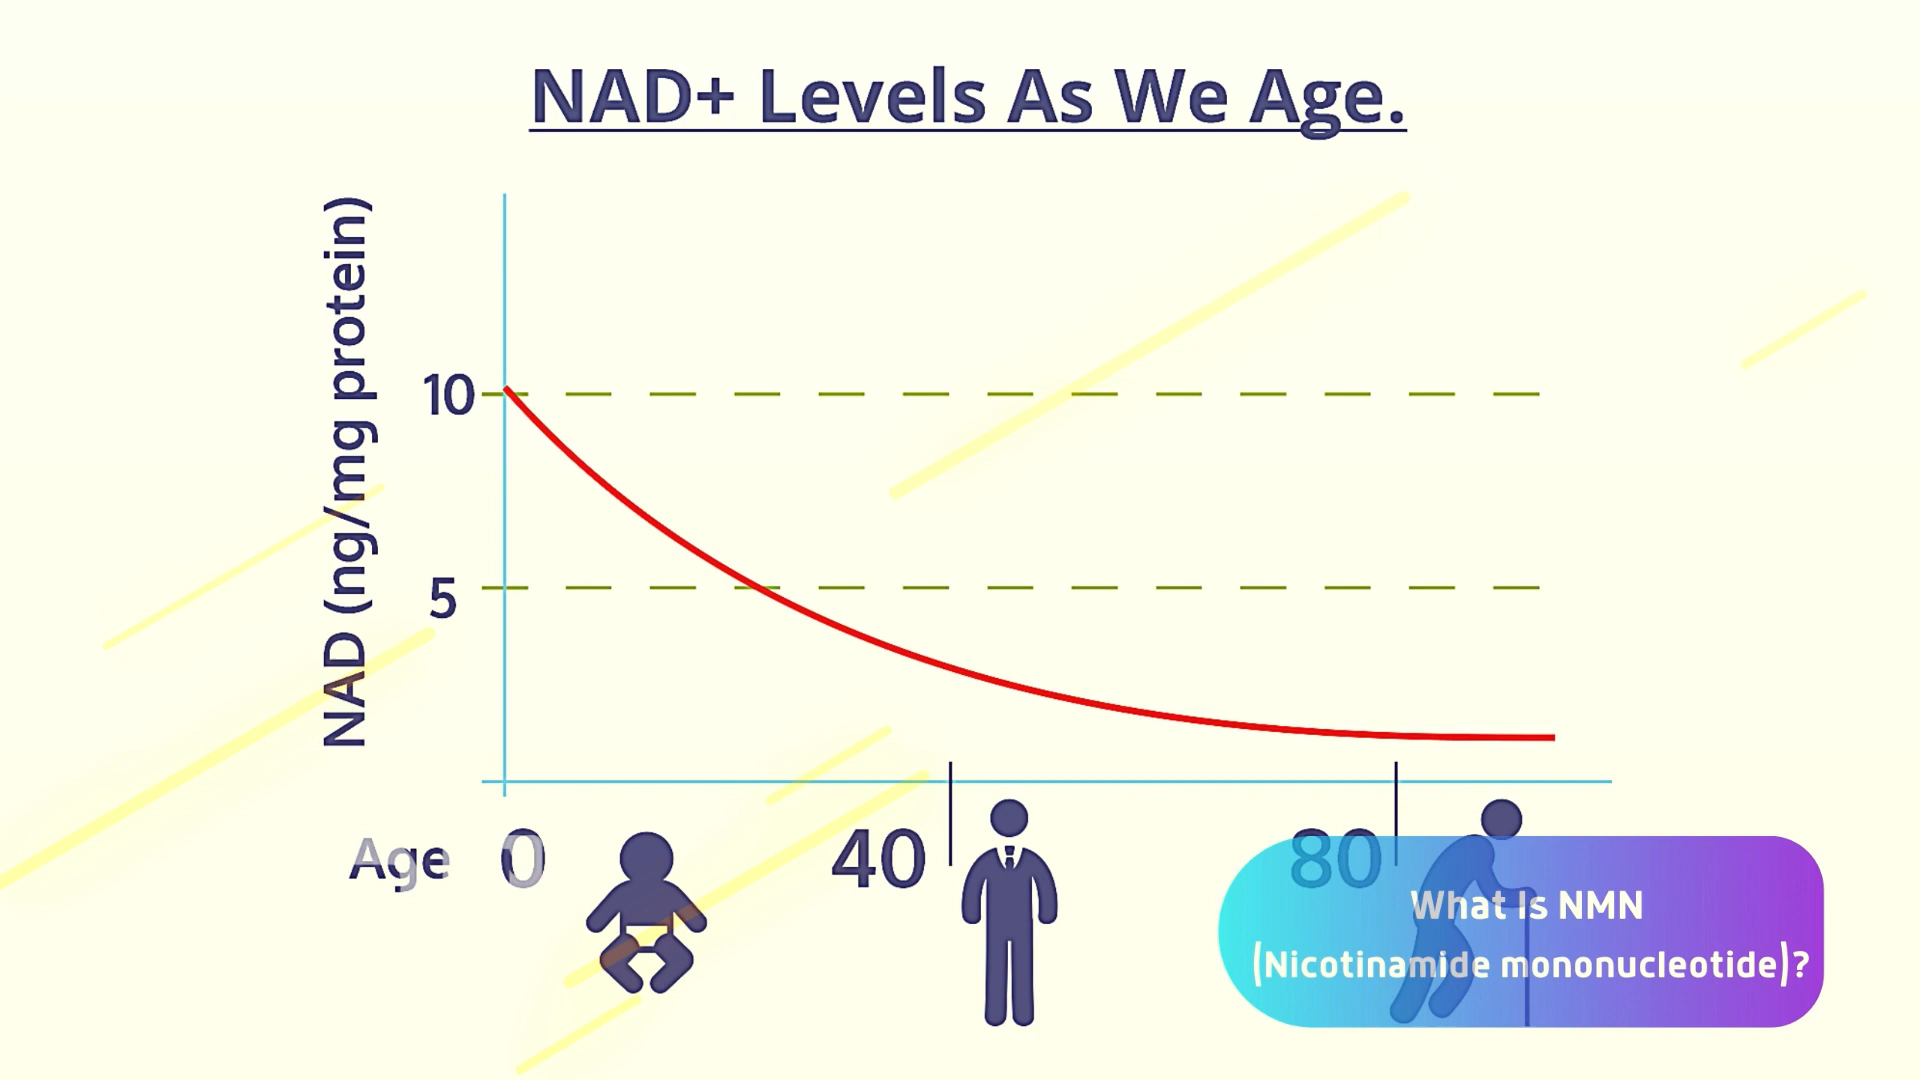 NAD+ Levels As We Age.
NAD (ng/mg protein)
10
5
Age 0 40 80
What is NMN
(Nicotinamide mononucleotide)?